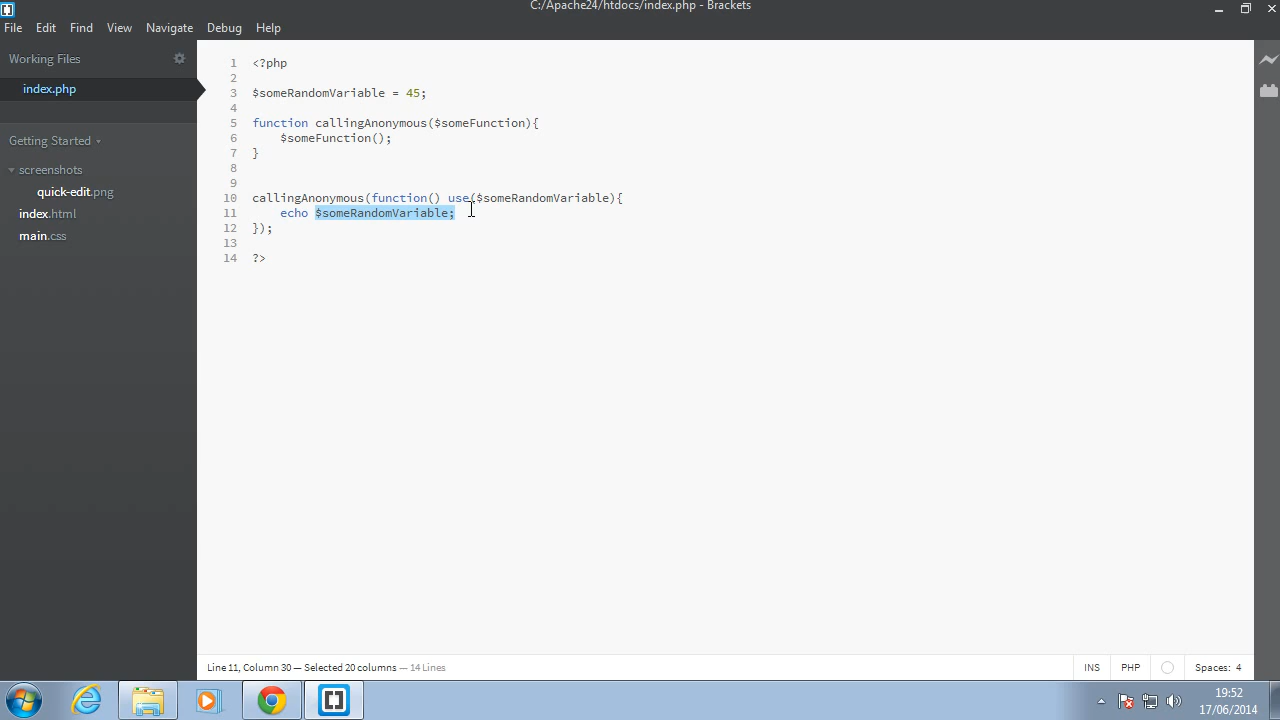 C:/Apache24/htdocs/index.php - Brackets
File Edit Find View Navigate Debug Help
Working Files
index.php
Getting Started
screenshots
quick-edit.png
index.html
main.css
1 <?php
2
3 $someRandomVariable = 45;
4
5 function callingAnonymous($someFunction){
6     $someFunction();
7 }
8
9
10 callingAnonymous(function() use($someRandomVariable){
11     echo $someRandomVariable;
12 });
13
14 ?>
Line 11, Column 30 — Selected 20 columns — 14 Lines
INS PHP Spaces: 4
19:52
17/06/2014